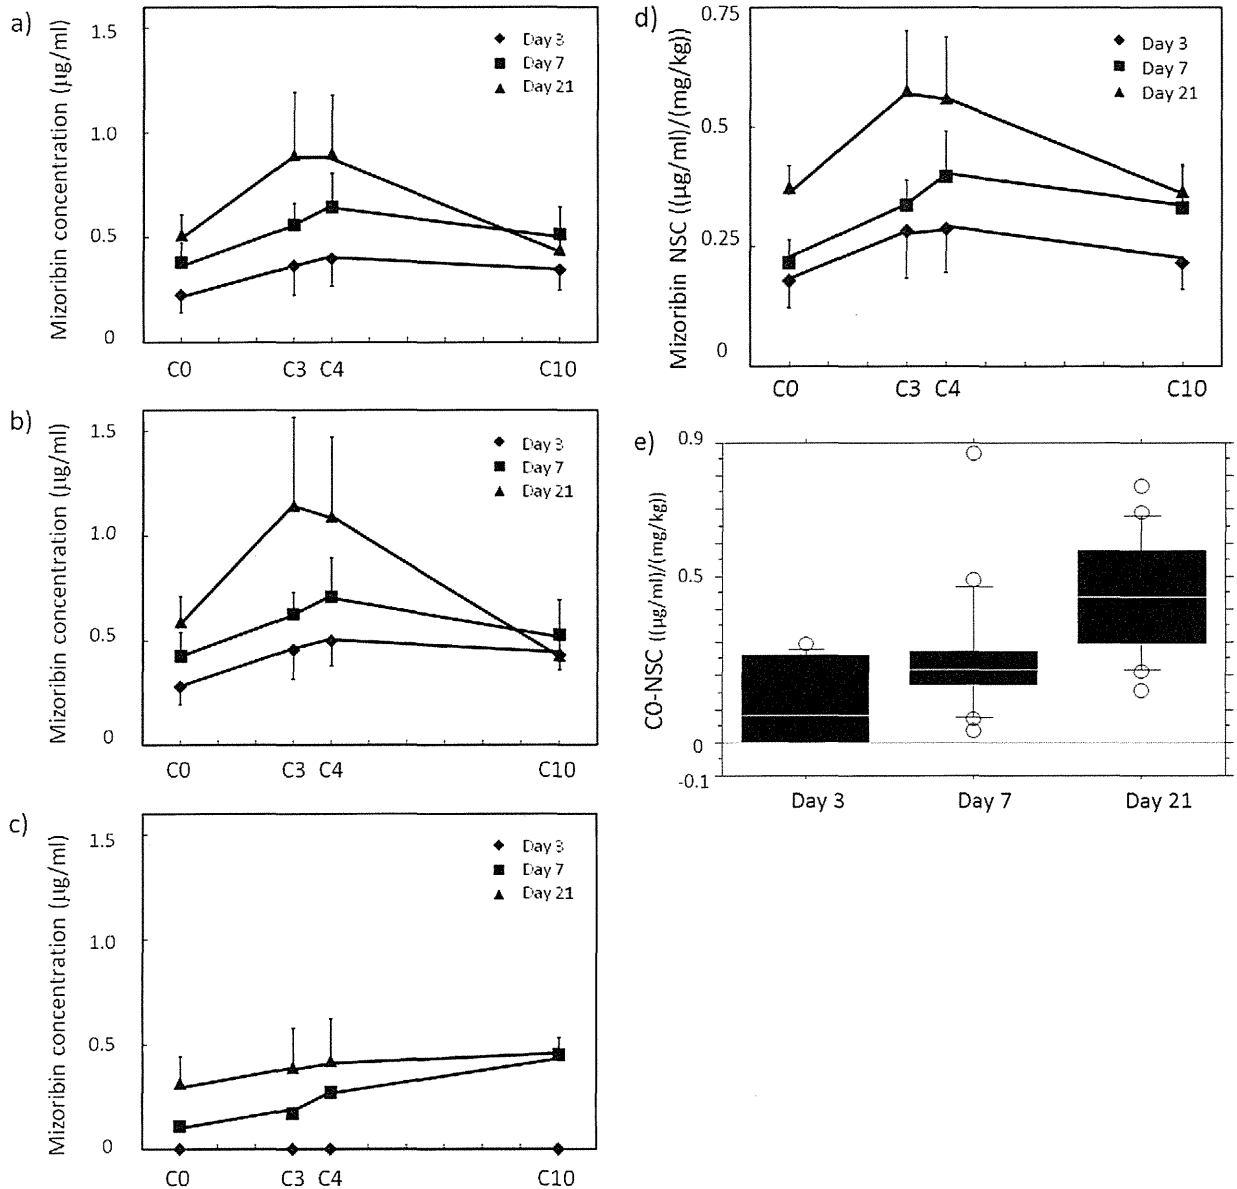 a)
Mizoribin concentration (µg/ml)
1.5
1.0
0.5
0
Day 3
Day 7
Day 21
C0 C3 C4 C10
b)
Mizoribin concentration (µg/ml)
1.5
1.0
0.5
0
Day 3
Day 7
Day 21
C0 C3 C4 C10
c)
Mizoribin concentration (µg/ml)
1.5
1.0
0.5
0
Day 3
Day 7
Day 21
C0 C3 C4 C10
d)
Mizoribin NSC ((µg/ml)/(mg/kg))
0.75
0.5
0.25
0
Day 3
Day 7
Day 21
C0 C3 C4 C10
e)
C0-NSC ((µg/ml)/(mg/kg))
0.9
0.5
0
-0.1
Day 3 Day 7 Day 21